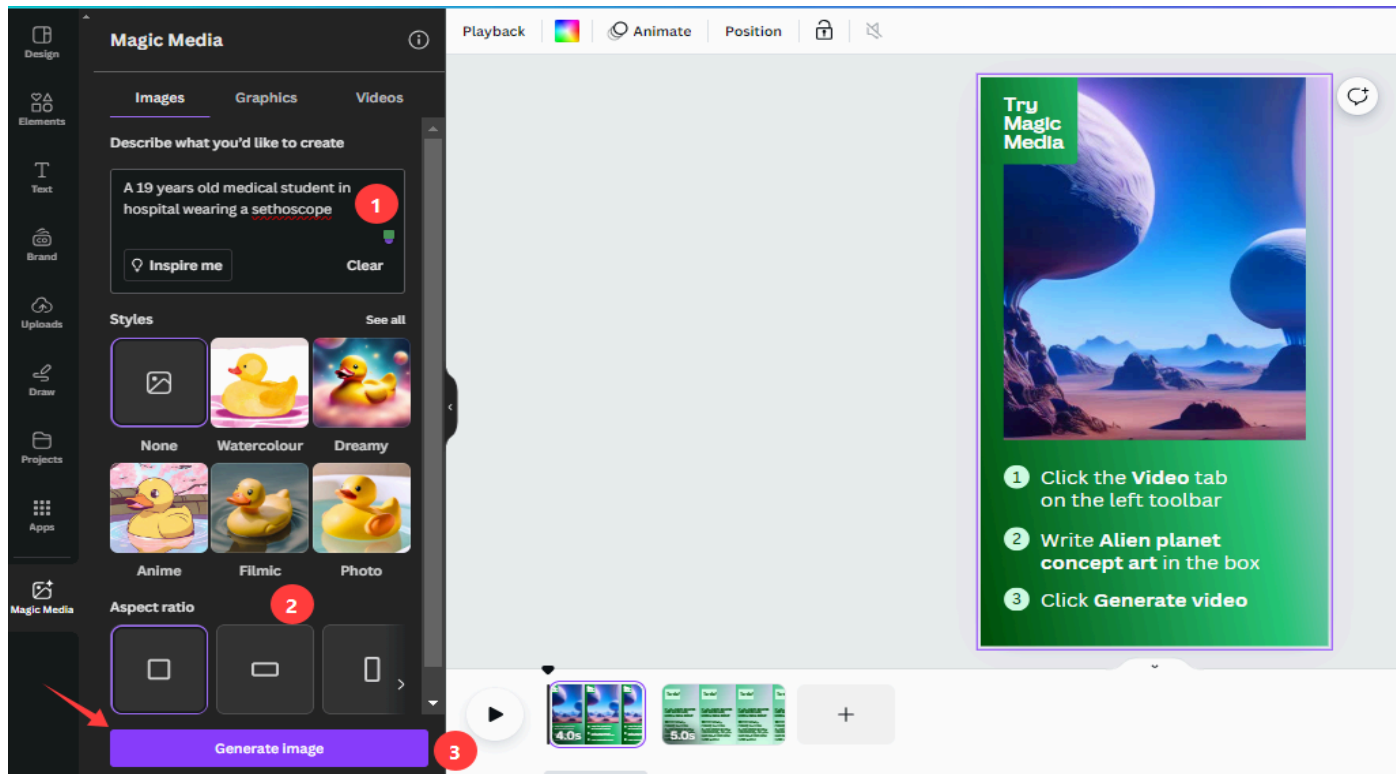 Design
Elements
Text
Brand
Uploads
Draw
Projects
Apps
Magic Media
Magic Media
Images Graphics Videos
Describe what you'd like to create
A 19 years old medical student in
hospital wearing a sethoscope
1
Inspire me Clear
Styles See all
None Watercolour Dreamy
Anime Filmic Photo
2
Aspect ratio
Generate image
3
Playback Animate Position
Try
Magic
Media
1 Click the Video tab
on the left toolbar
2 Write Alien planet
concept art in the box
3 Click Generate video
4.0s
5.0s